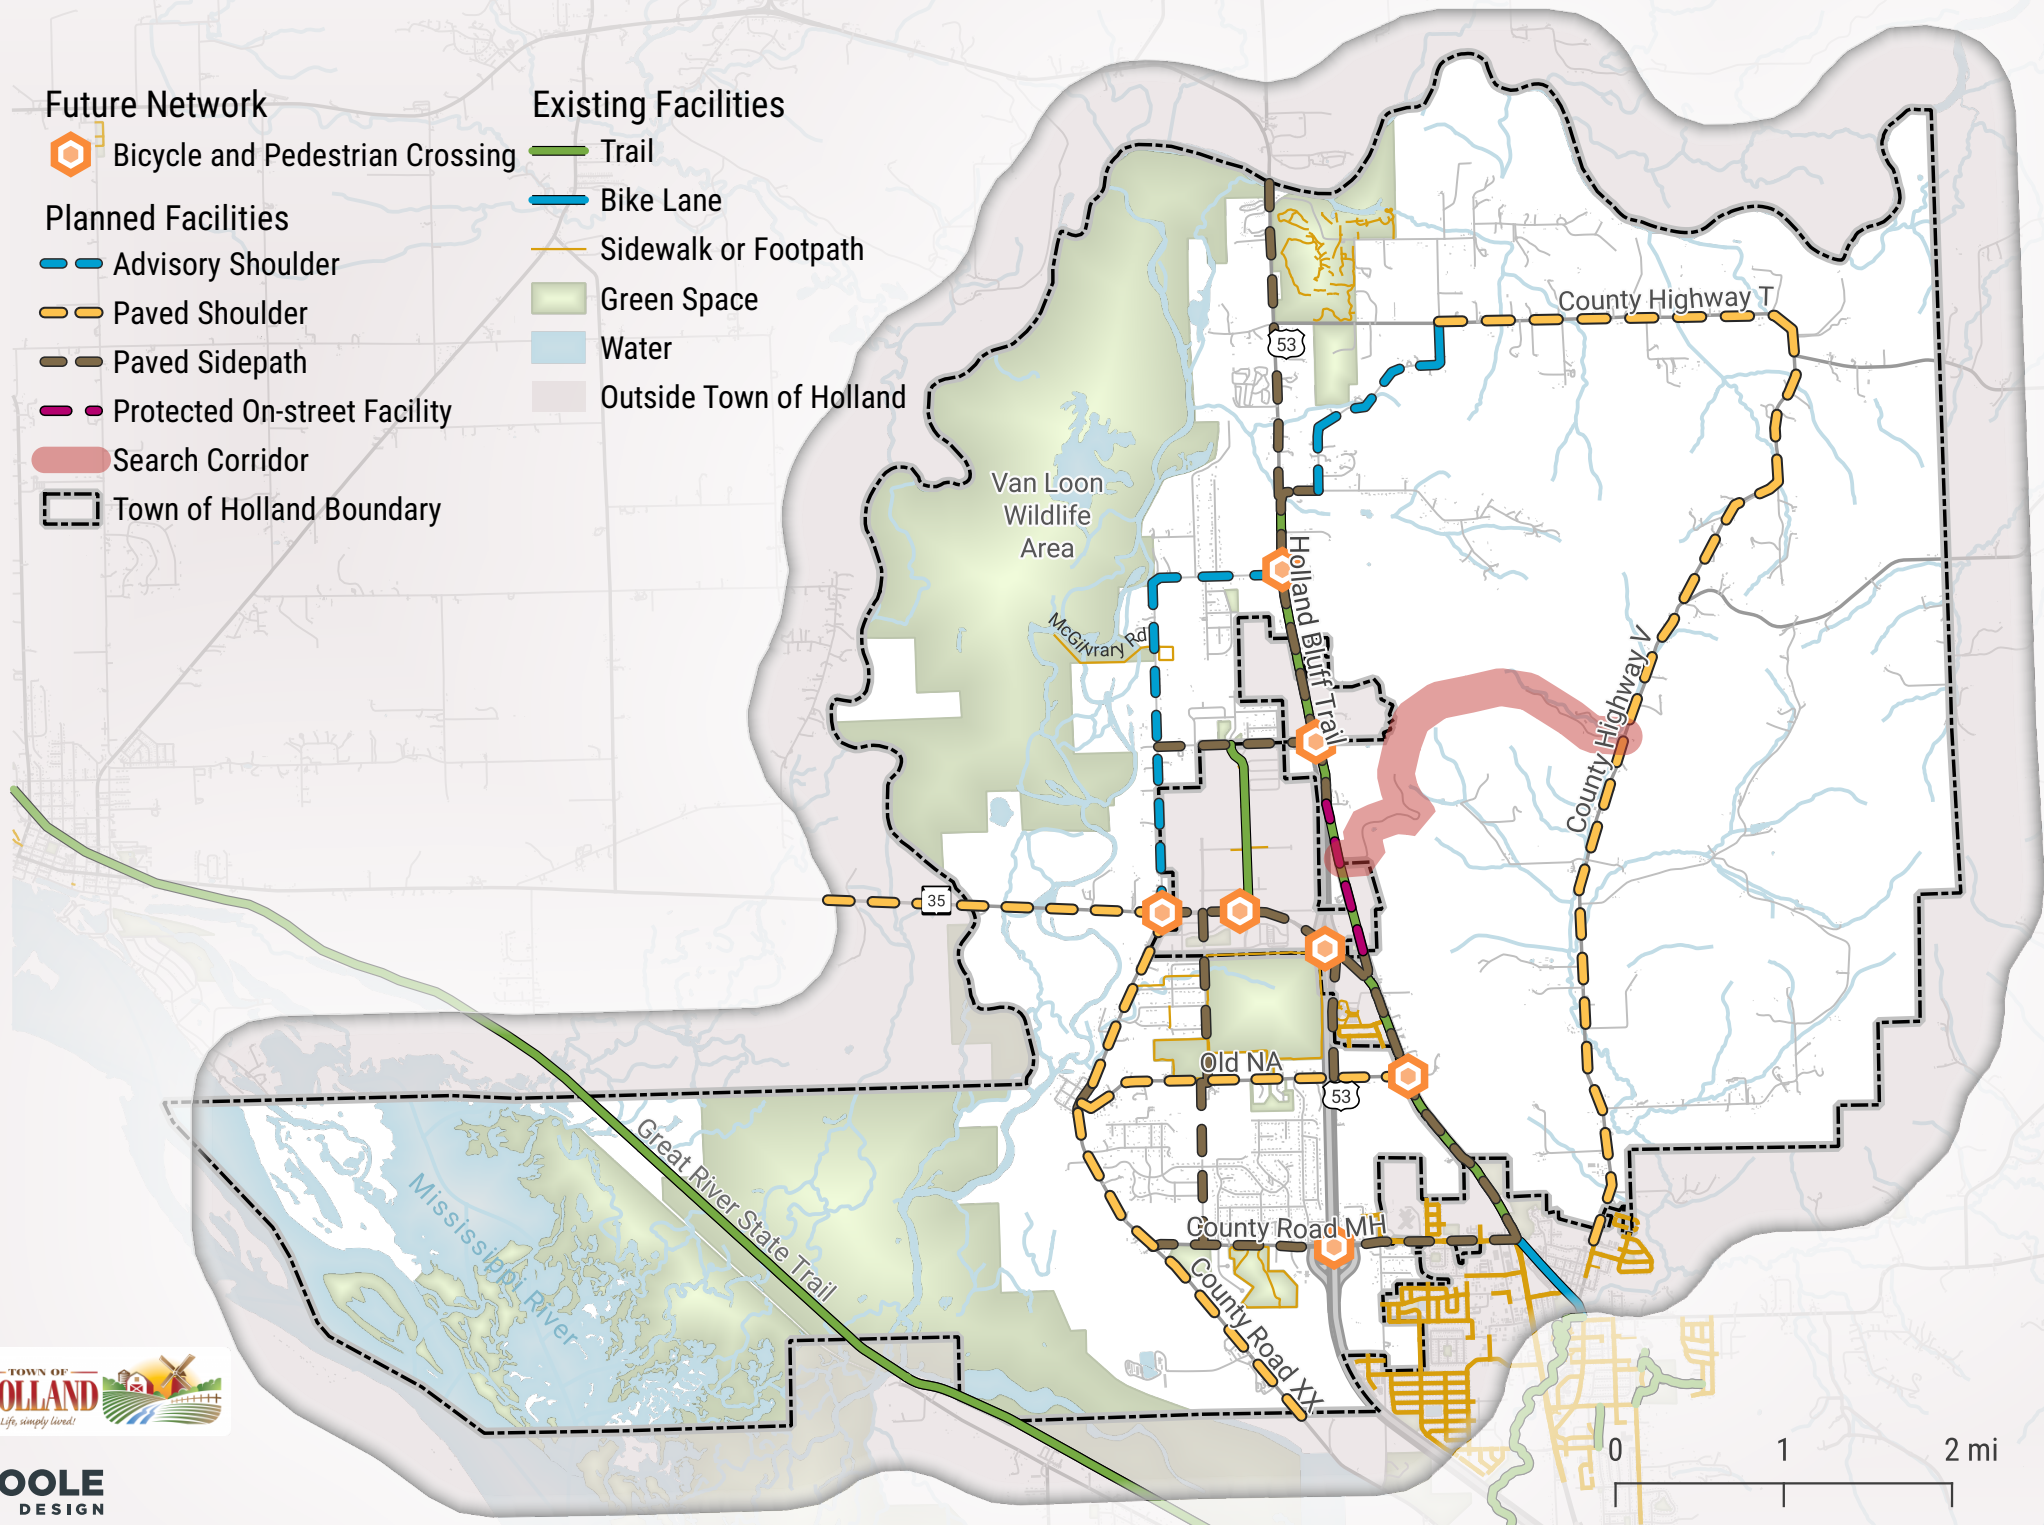 Future Network
Bicycle and Pedestrian Crossing
Planned Facilities
Advisory Shoulder
Paved Shoulder
Paved Sidepath
Protected On-street Facility
Search Corridor
Town of Holland Boundary
Existing Facilities
Trail
Bike Lane
Sidewalk or Footpath
Green Space
Water
Outside Town of Holland
County Highway T
53
Van Loon
Wildlife
Area
Holland Bluff Trail
McGilvrary Rd
County Highway V
35
Old NA
53
Great River State Trail
Mississippi River
County Road MH
County Road XX
TOWN OF
OLLAND
Life, simply lived!
OOLE
DESIGN
0 1 2 mi